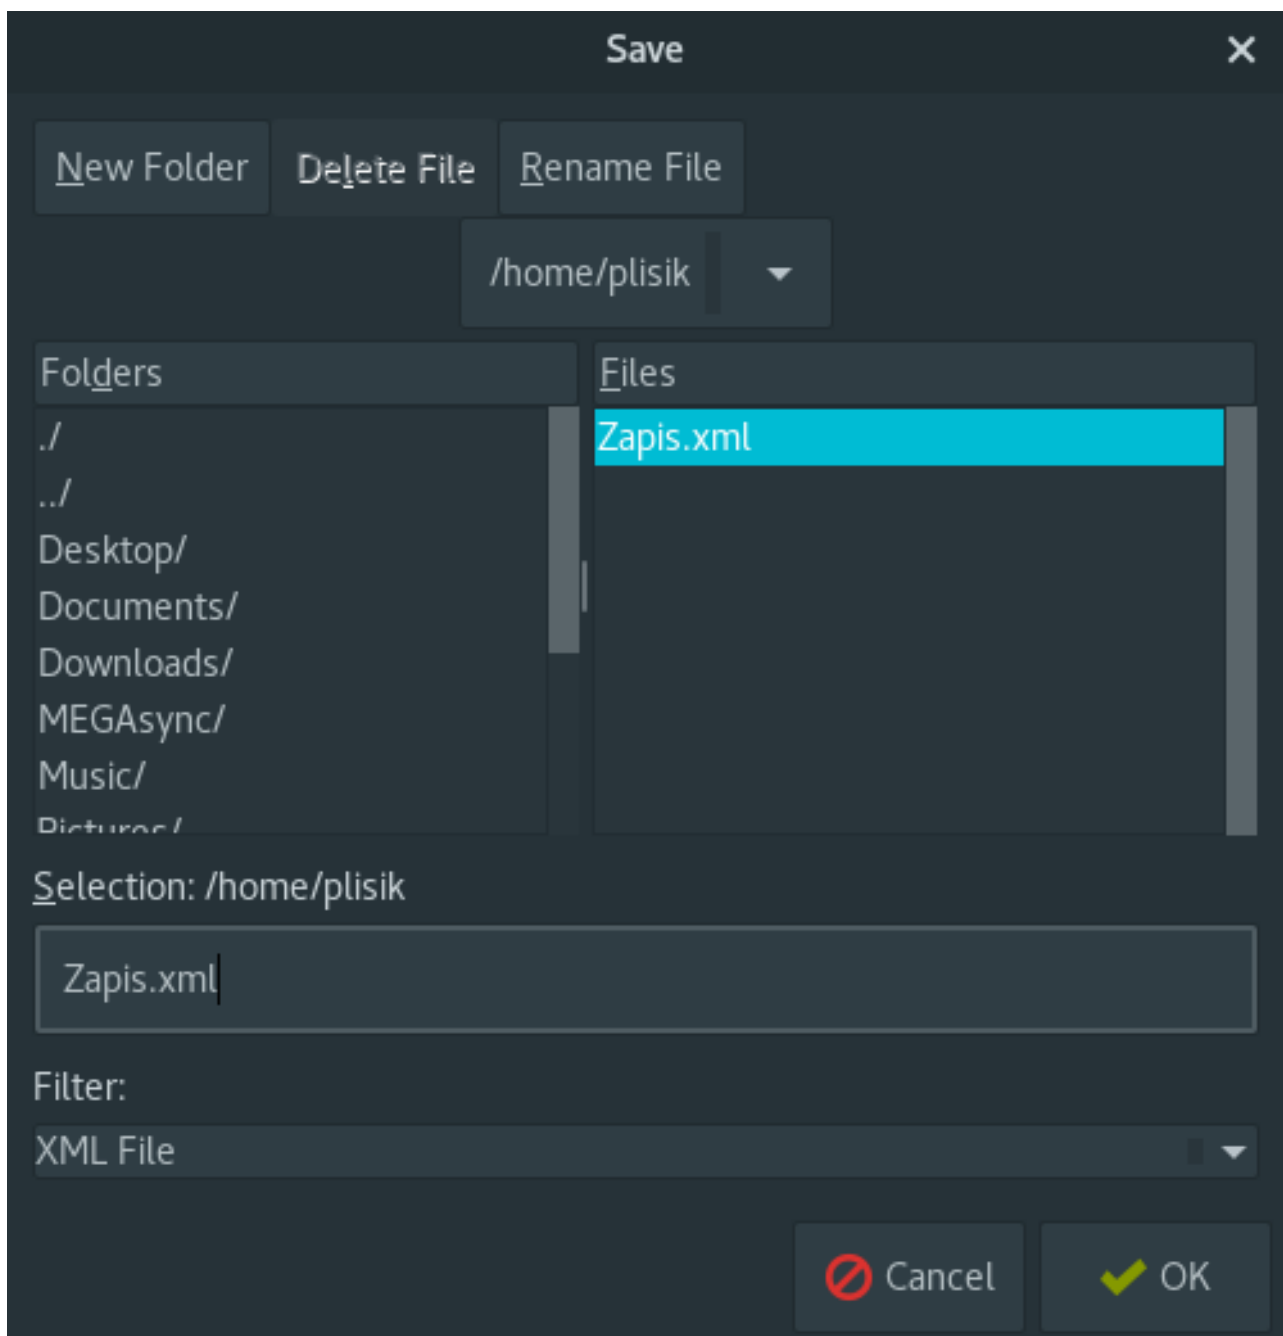 Save
New Folder Delete File Rename File
/home/plisik
Folders
./
../
Desktop/
Documents/
Downloads/
MEGAsync/
Music/
Pictures/
Files
Zapis.xml
Selection: /home/plisik
Zapis.xml
Filter:
XML File
Cancel OK